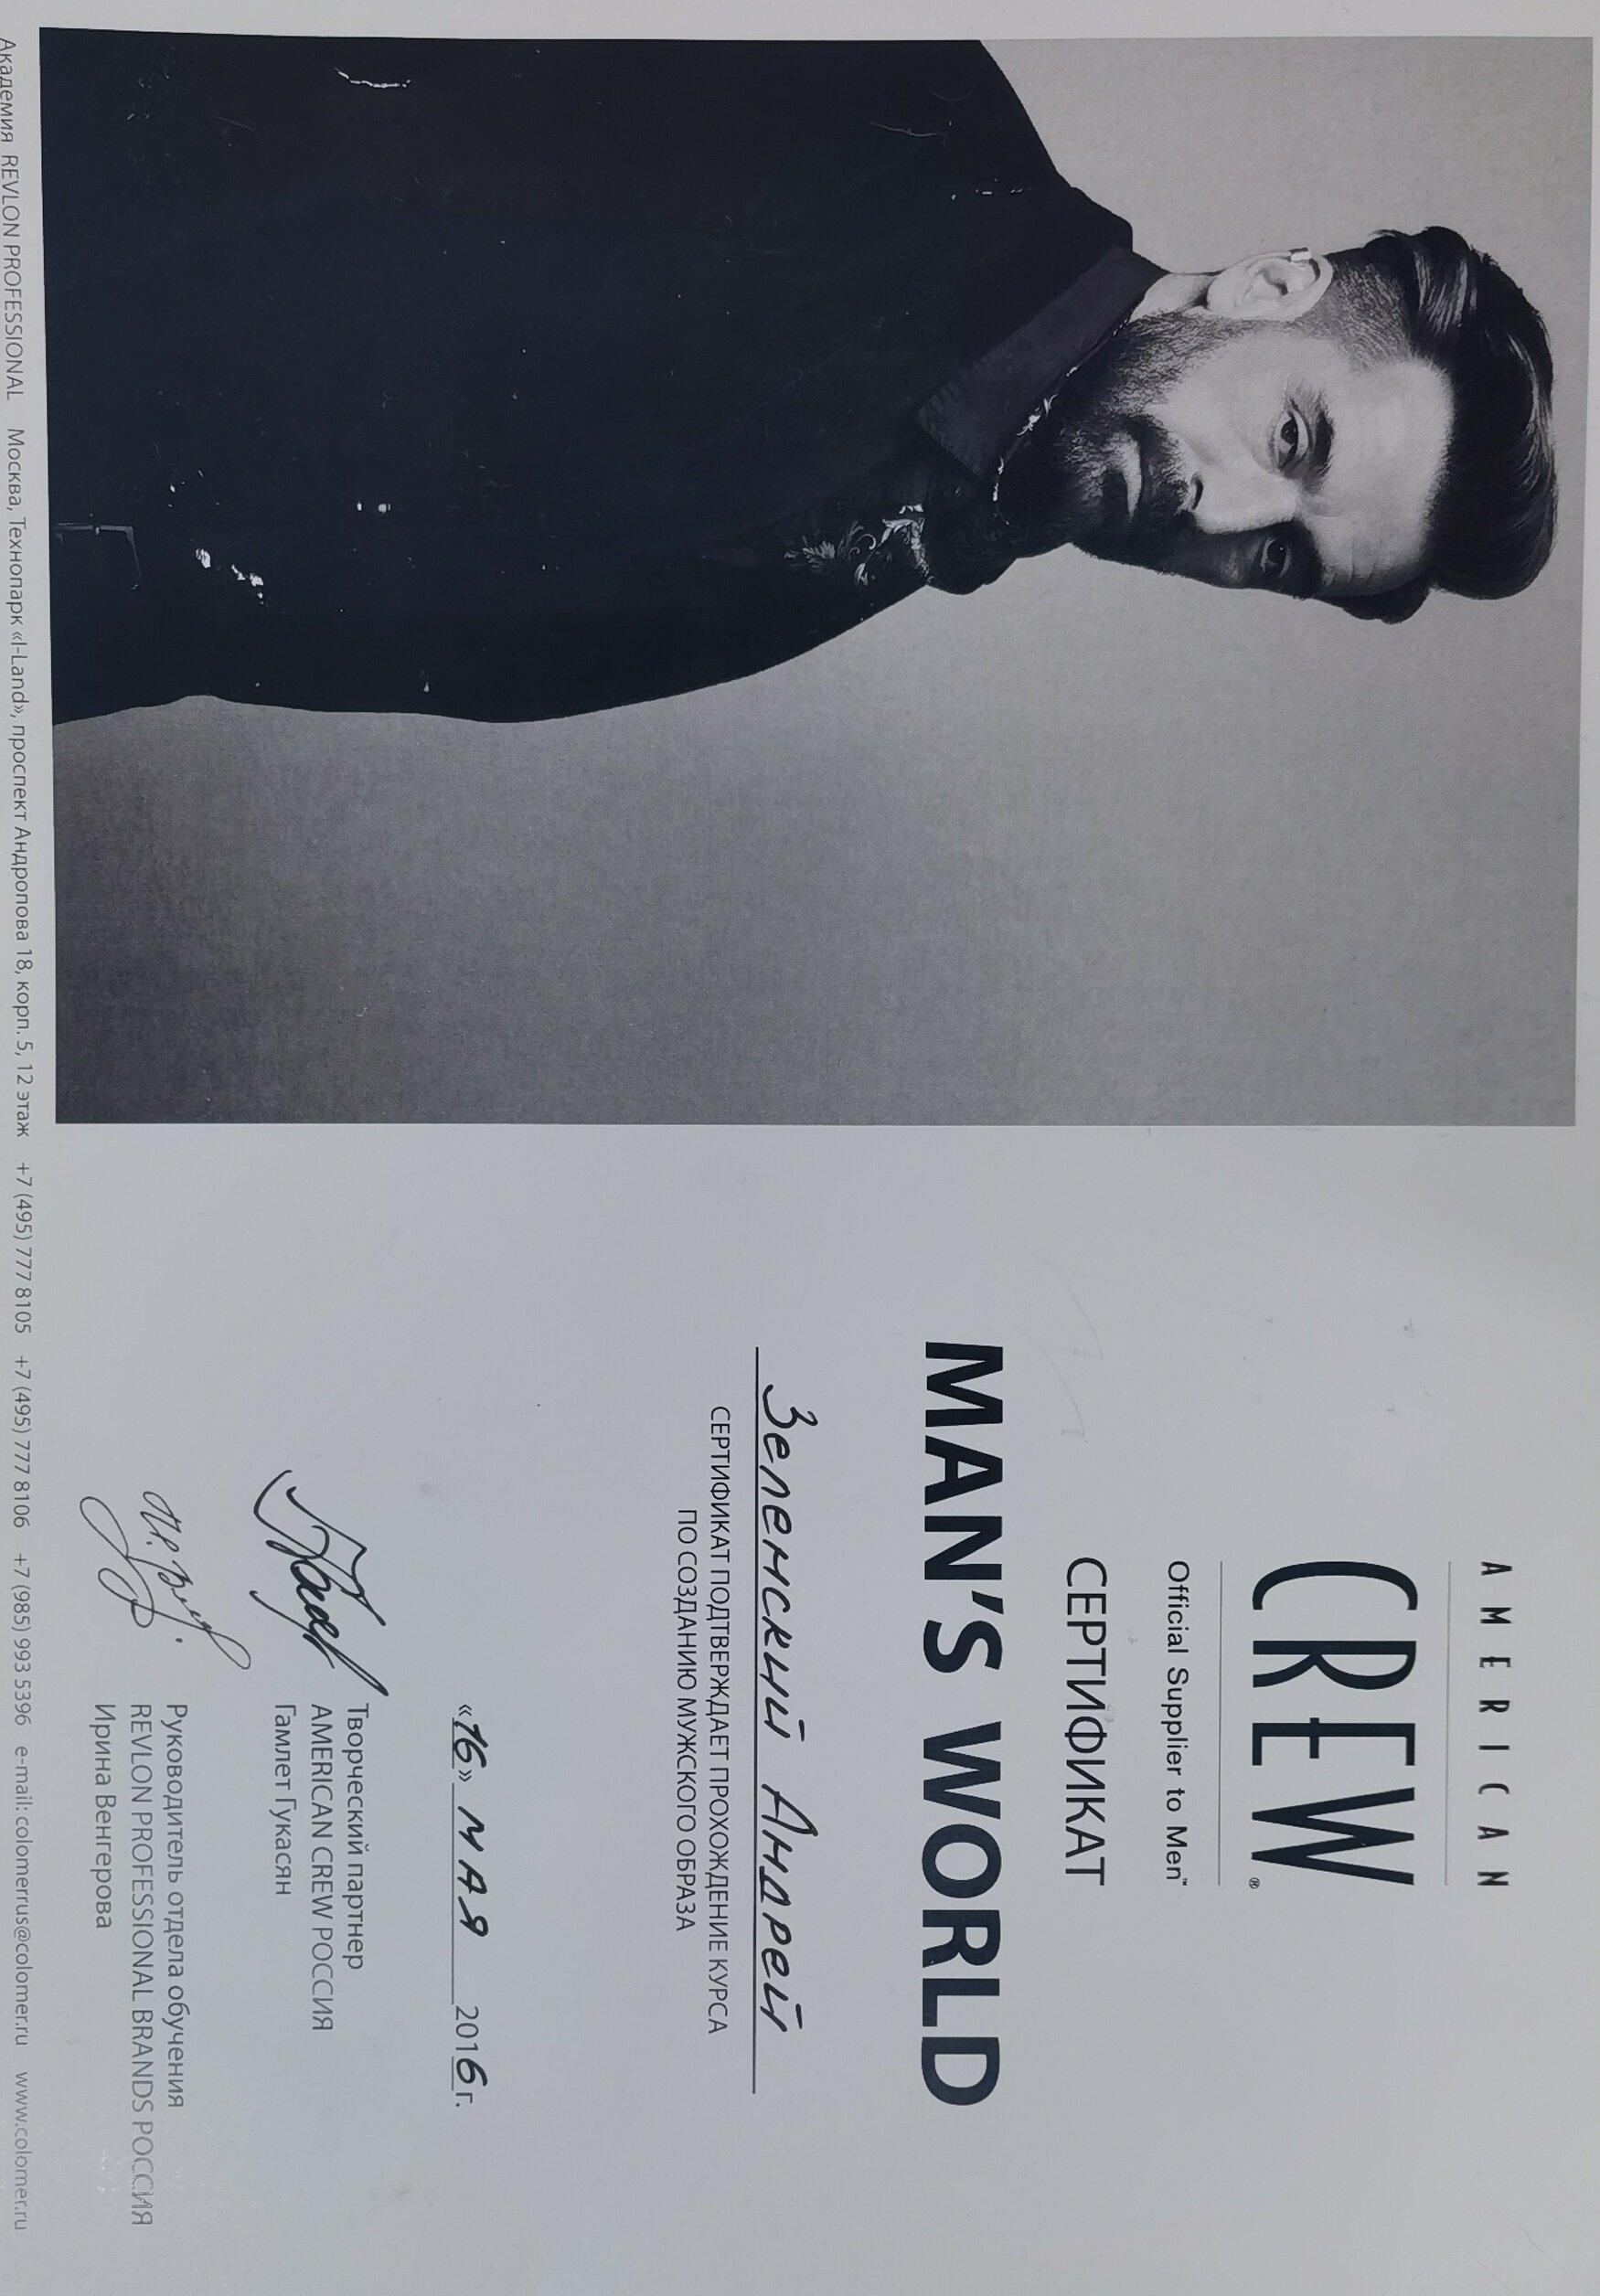 AMERICAN
CREW®
Official Supplier to Men™
СЕРТИФИКАТ
MAN'S WORLD
Зеленский Андрей
СЕРТИФИКАТ ПОДТВЕРЖДАЕТ ПРОХОЖДЕНИЕ КУРСА
ПО СОЗДАНИЮ МУЖСКОГО ОБРАЗА
«16» МАЯ 2016г.
Творческий партнер
AMERICAN CREW РОССИЯ
Гамлет Гукасян
Руководитель отдела обучения
REVLON PROFESSIONAL BRANDS РОССИЯ
Ирина Венгерова
Академия REVLON PROFESSIONAL Москва, Технопарк «I-Land», проспект Андропова 18, корп. 5, 12 этаж +7 (495) 777 8105 +7 (495) 777 8106 +7 (985) 993 5396 e-mail: colomerrus@colomer.ru www.colomer.ru